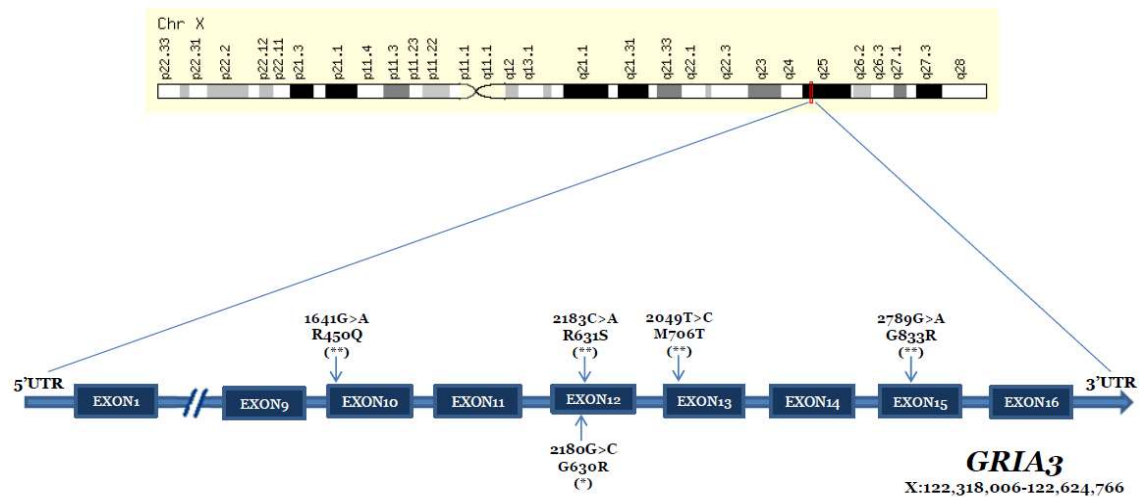 Chr X
p22.33 p22.31 p22.2 p22.12 p22.11 p21.3 p21.1 p11.4 p11.3 p11.23 p11.22 p11.1 q11.1 q12 q13.1 q21.1 q21.31 q21.33 q22.1 q22.3 q23 q24 q25 q26.2 q26.3 q27.1 q27.3 q28
1641G>A
R450Q
(**)
2183C>A
R631S
(**)
2049T>C
M706T
(**)
2789G>A
G833R
(**)
5'UTR
3'UTR
EXON1 EXON9 EXON10 EXON11 EXON12 EXON13 EXON14 EXON15 EXON16
2180G>C
G630R
(*)
GRIA3
X:122,318,006-122,624,766